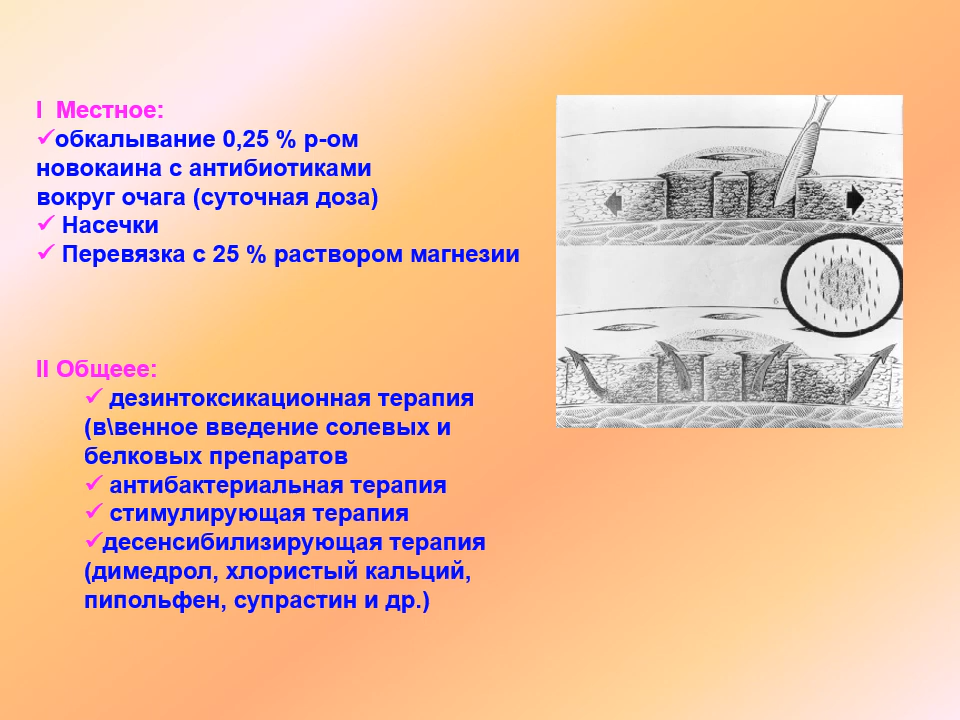 I Местное:
✓обкалывание 0,25 % р-ом
новокаина с антибиотиками
вокруг очага (суточная доза)
✓ Насечки
✓ Перевязка с 25 % раствором магнезии
II Общеее:
✓ дезинтоксикационная терапия
(в\венное введение солевых и
белковых препаратов
✓ антибактериальная терапия
✓ стимулирующая терапия
✓десенсибилизирующая терапия
(димедрол, хлористый кальций,
пипольфен, супрастин и др.)
б